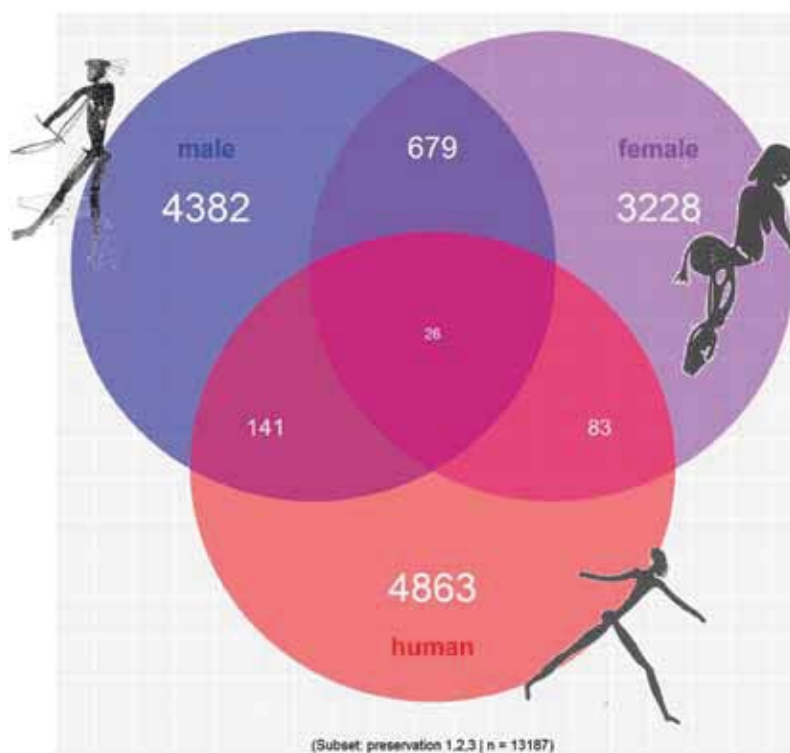 679
male
female
4382
3228
26
141
83
4863
human
(Subset: preservation 1,2,3 | n = 13187)